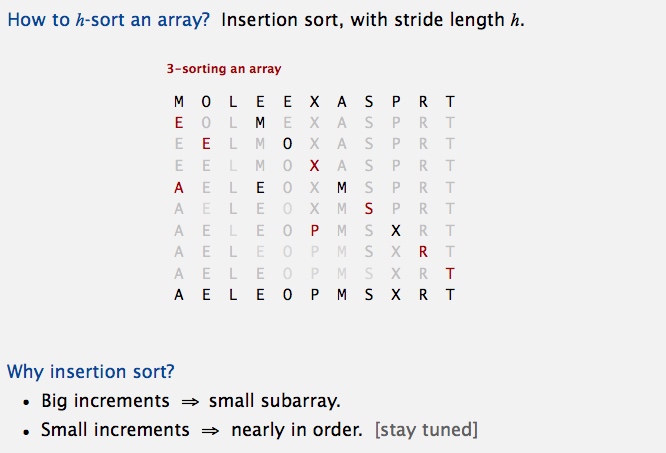 How to h-sort an array? Insertion sort, with stride length h.
3-sorting an array
M O L E E X A S P R T
E O L M E X A S P R T
E E L M O X A S P R T
E E L M O X A S P R T
A E L E O X M S P R T
A E L E O X M S P R T
A E L E O P M S X R T
A E L E O P M S X R T
A E L E O P M S X R T
A E L E O P M S X R T
Why insertion sort?
• Big increments ⇒ small subarray.
• Small increments ⇒ nearly in order. [stay tuned]